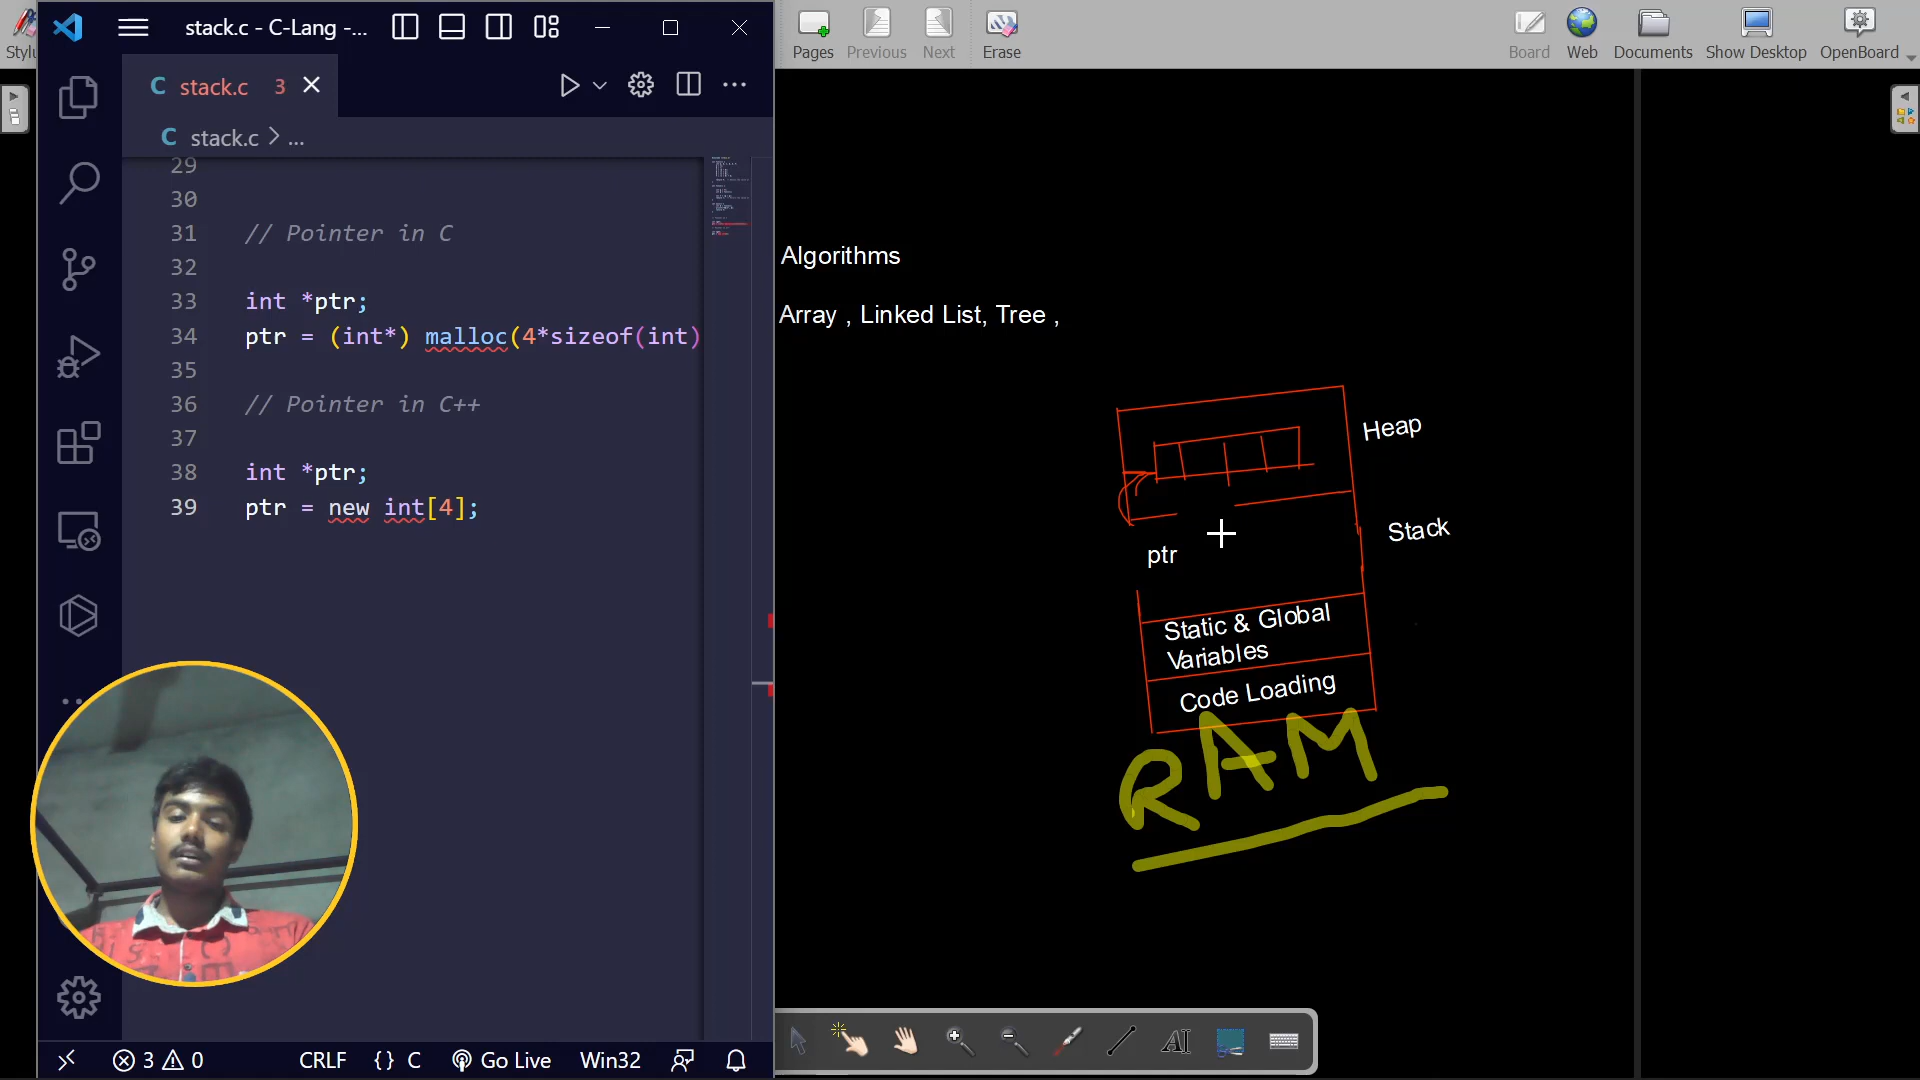 stack.c - C-Lang -...
Pages
Previous
Next
Erase
Board
Web
Documents
Show Desktop
OpenBoard
C stack.c 3
C stack.c > ...
29
30
31 // Pointer in C
32
33 int *ptr;
34 ptr = (int*) malloc(4*sizeof(int)
35
36 // Pointer in C++
37
38 int *ptr;
39 ptr = new int[4];
3 0 CRLF {} C Go Live Win32
Algorithms
Array , Linked List, Tree ,
Heap
Stack
ptr
Static & Global
Variables
Code Loading
RAM
AI